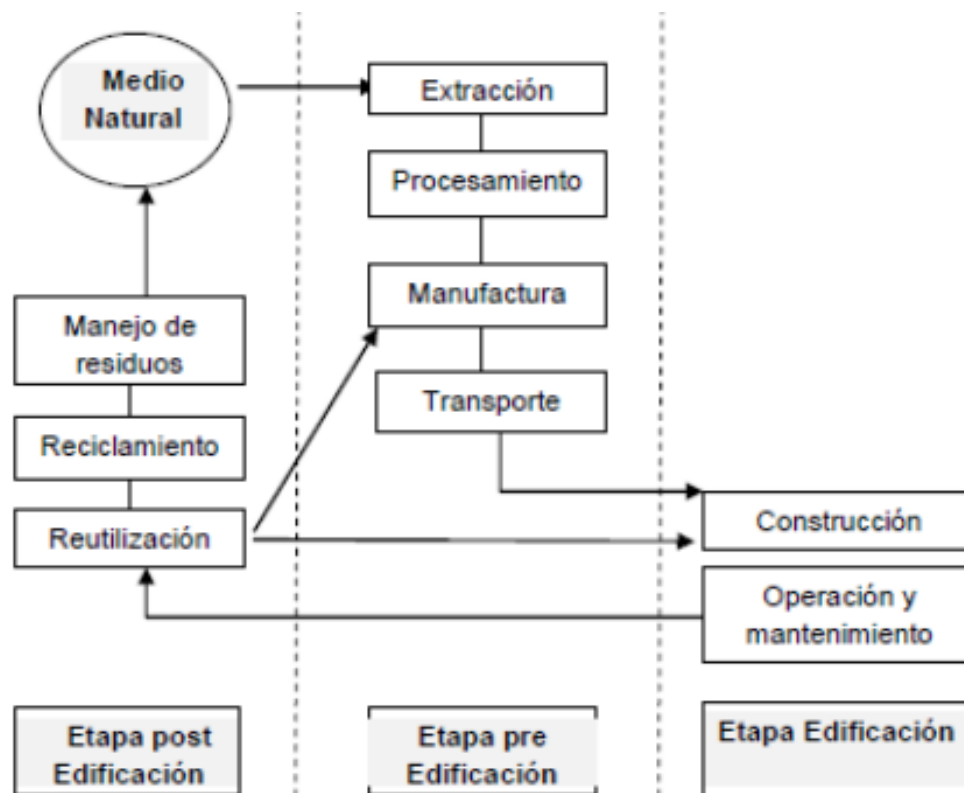 Medio
Natural
Extracción
Procesamiento
Manufactura
Transporte
Manejo de
residuos
Reciclamiento
Reutilización
Construcción
Operación y
mantenimiento
Etapa post
Edificación
Etapa pre
Edificación
Etapa Edificación